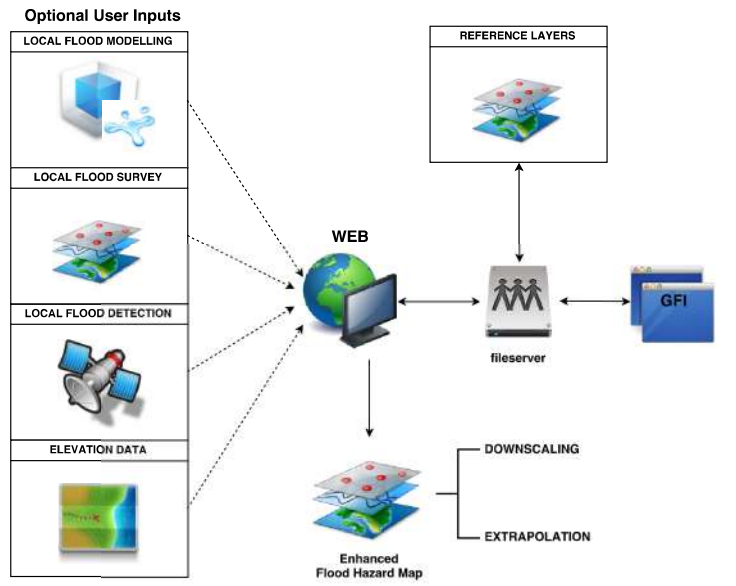 Optional User Inputs
LOCAL FLOOD MODELLING
LOCAL FLOOD SURVEY
LOCAL FLOOD DETECTION
ELEVATION DATA
WEB
REFERENCE LAYERS
fileserver
GFI
Enhanced
Flood Hazard Map
DOWNSCALING
EXTRAPOLATION